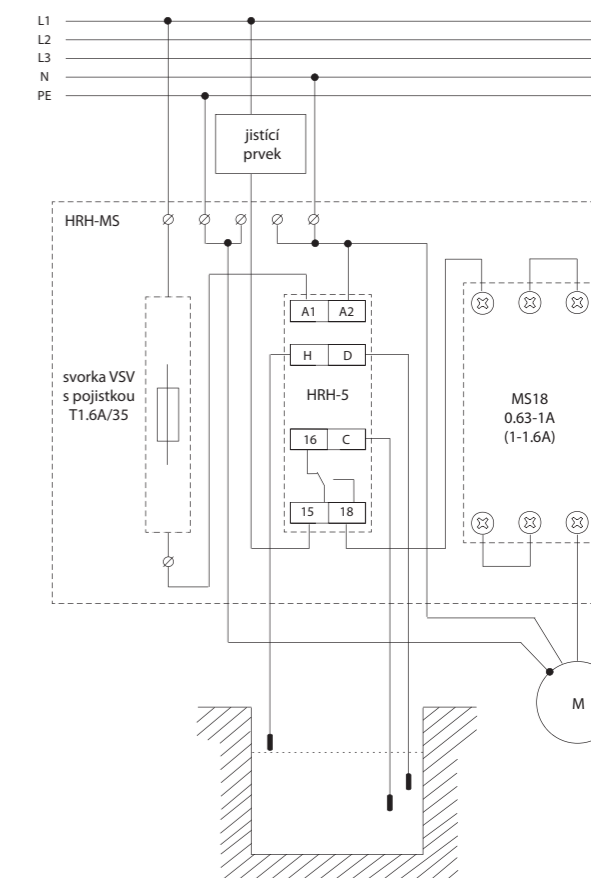 L1
L2
L3
N
PE
jistící
prvek
HRH-MS
A1 A2
H D
svorka VSV
s pojistkou
T1.6A/35
HRH-5
MS18
0.63-1A
(1-1.6A)
16 C
15 18
M